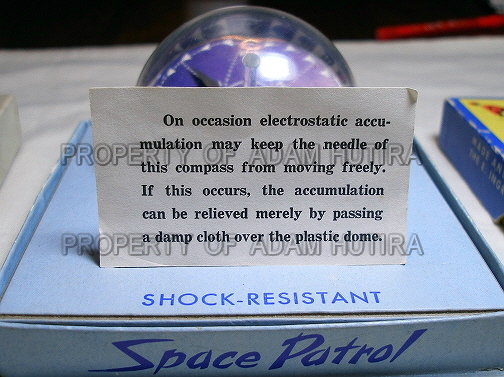 On occasion electrostatic accu-
mulation may keep the needle of
PROPERTY OF ADAM HUTIRA
this compass from moving freely.
If this occurs, the accumulation
can be relieved merely by passing
PROPERTY OF ADAM HUTIRA
a damp cloth over the plastic dome.
SHOCK-RESISTANT
Space Patrol